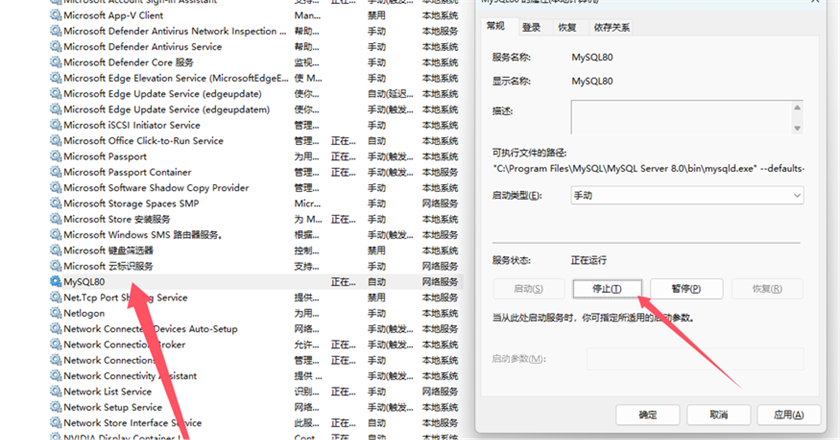 Microsoft Account Sign-in Assistant 支持... 正在... 手动(触发... 本地系统
Microsoft App-V Client Man... 禁用 本地系统
Microsoft Defender Antivirus Network Inspection ... 帮助... 手动 本地服务
Microsoft Defender Antivirus Service 帮助... 手动 本地系统
Microsoft Defender Core 服务 监视... 手动 本地系统
Microsoft Edge Elevation Service (MicrosoftEdgeE... 使 M... 手动 本地系统
Microsoft Edge Update Service (edgeupdate) 使你... 自动(延迟... 本地系统
Microsoft Edge Update Service (edgeupdatem) 使你... 手动(触发... 本地系统
Microsoft iSCSI Initiator Service 管理... 手动 本地系统
Microsoft Office Click-to-Run Service 管理... 正在... 自动 本地系统
Microsoft Passport 为用... 正在... 手动(触发... 本地系统
Microsoft Passport Container 管理... 正在... 手动(触发... 本地服务
Microsoft Software Shadow Copy Provider 管理... 手动 本地系统
Microsoft Storage Spaces SMP Micr... 手动 网络服务
Microsoft Store 安装服务 为 M... 正在... 手动 本地系统
Microsoft Windows SMS 路由器服务。 根据... 手动(触发... 本地服务
Microsoft 键盘筛选器 控制... 禁用 本地系统
Microsoft 云标识服务 支持... 手动 网络服务
MySQL80 正在... 自动 网络服务
Net.Tcp Port Sharing Service 提供... 禁用 本地服务
Netlogon 为用... 手动 本地系统
Network Connected Devices Auto-Setup 网络... 手动(触发... 本地服务
Network Connection Broker 允许... 正在... 手动(触发... 本地系统
Network Connections 管理... 正在... 手动 本地系统
Network Connectivity Assistant 提供 ... 手动(触发... 本地系统
Network List Service 识别... 正在... 手动 网络服务
Network Setup Service 网络... 手动(触发... 本地系统
Network Store Interface Service 此服... 正在... 自动 本地服务
NVIDIA Display Container L Cont... 正在... 自动 本地系统
MySQL80 的属性(本地计算机)
常规 登录 恢复 依存关系
服务名称: MySQL80
显示名称: MySQL80
描述:
可执行文件的路径:
"C:\Program Files\MySQL\MySQL Server 8.0\bin\mysqld.exe" --defaults-
启动类型(E): 手动
服务状态: 正在运行
启动(S) 停止(T) 暂停(P) 恢复(R)
当从此处启动服务时，你可指定所适用的启动参数。
启动参数(M):
确定 取消 应用(A)